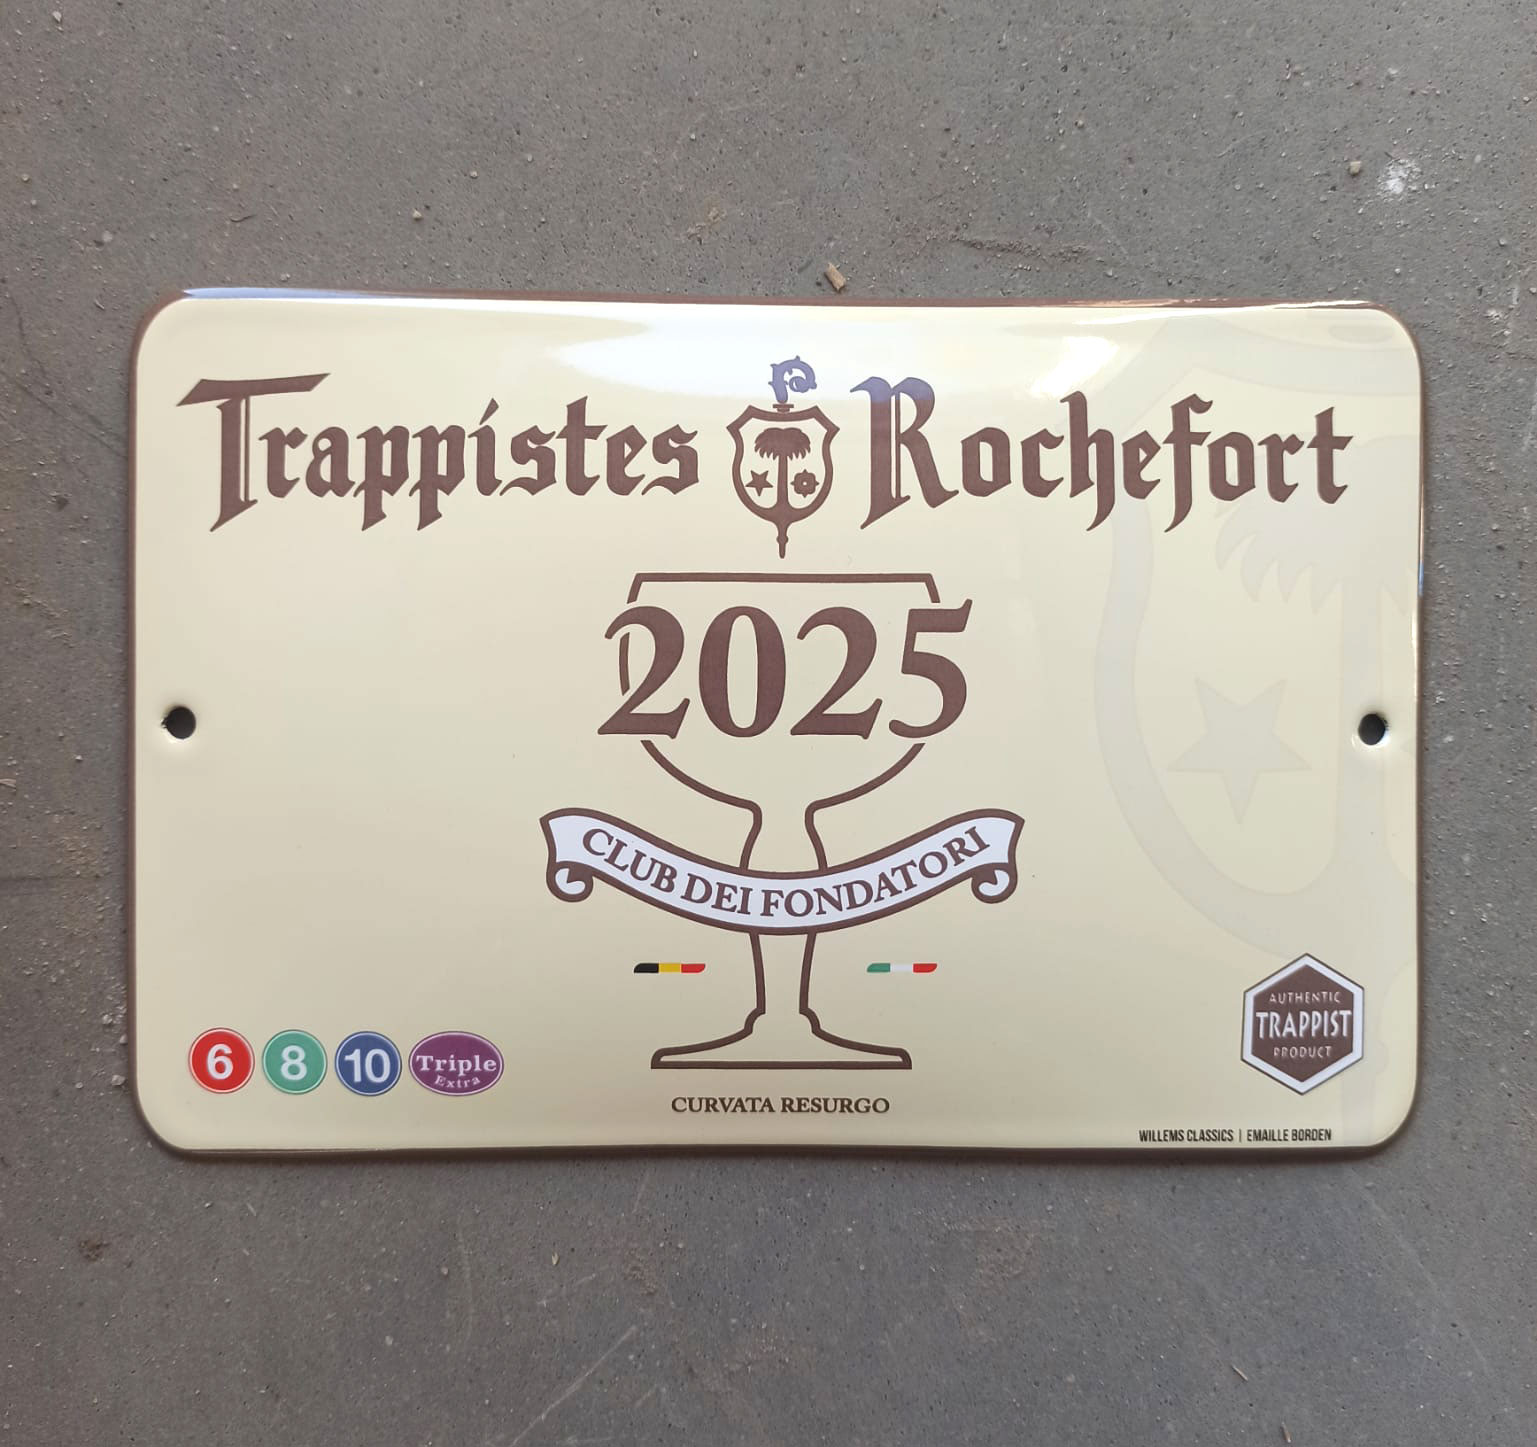 Trappistes Rochefort
2025
CLUB DEI FONDATORI
6 8 10 Triple Extra
AUTHENTIC
TRAPPIST
PRODUCT
CURVATA RESURGO
WILLEMS CLASSICS | EMAILLE BORDEN